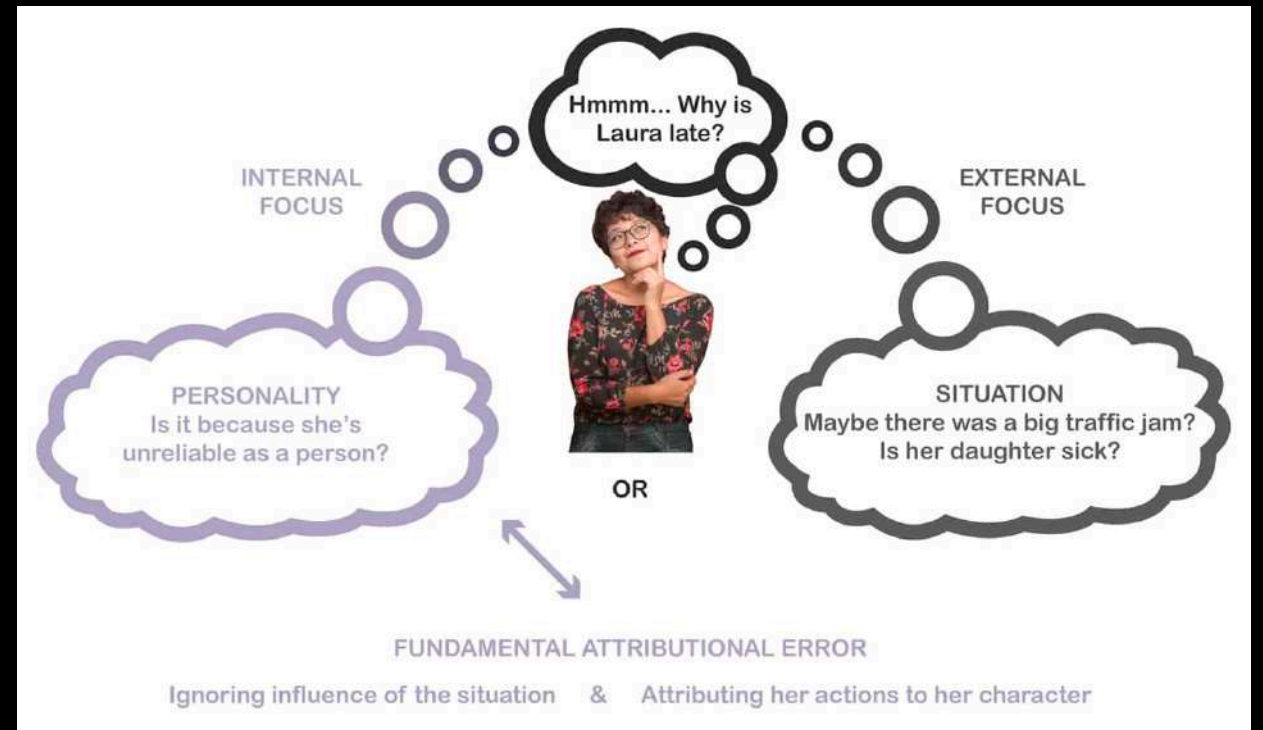 Hmmm... Why is
Laura late?
INTERNAL
FOCUS
EXTERNAL
FOCUS
PERSONALITY
Is it because she's
unreliable as a person?
SITUATION
Maybe there was a big traffic jam?
Is her daughter sick?
OR
FUNDAMENTAL ATTRIBUTIONAL ERROR
Ignoring influence of the situation & Attributing her actions to her character